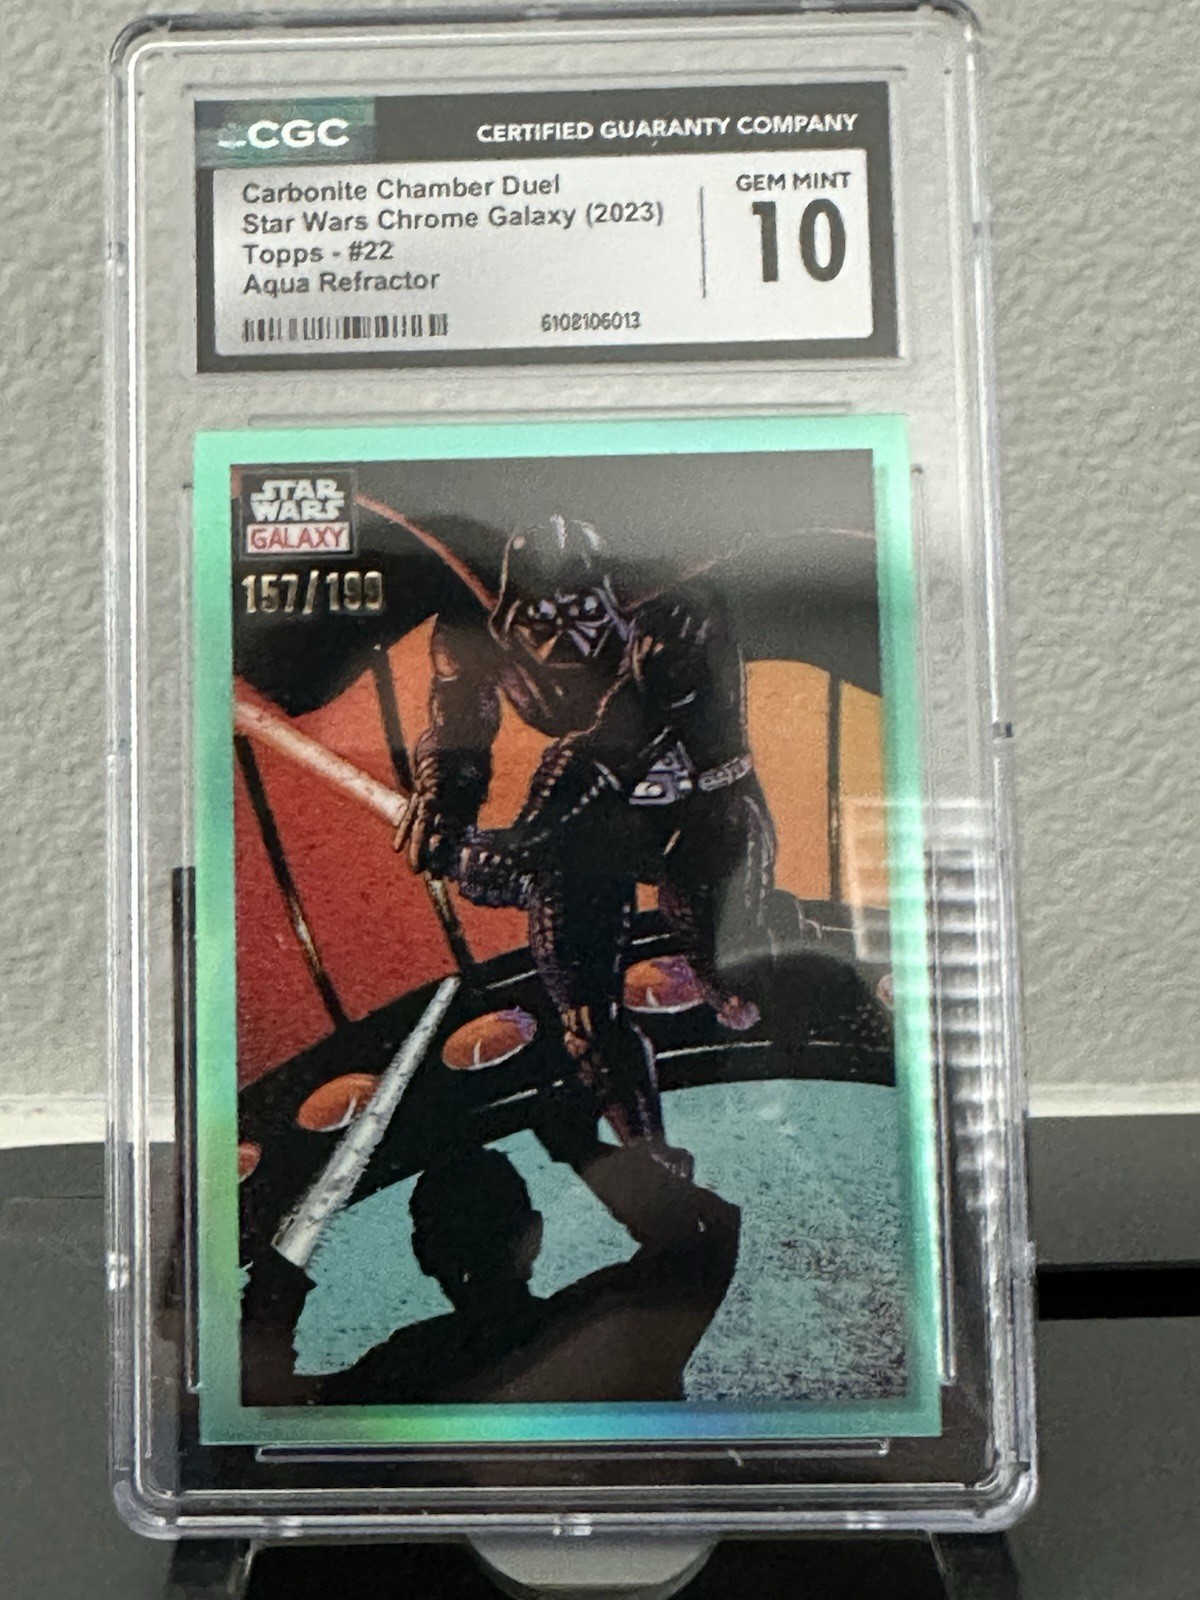 CGC
CERTIFIED GUARANTY COMPANY
Carbonite Chamber Duel
Star Wars Chrome Galaxy (2023)
Topps - #22
Aqua Refractor
6108106013
GEM MINT
10
STAR
WARS
GALAXY
157/199